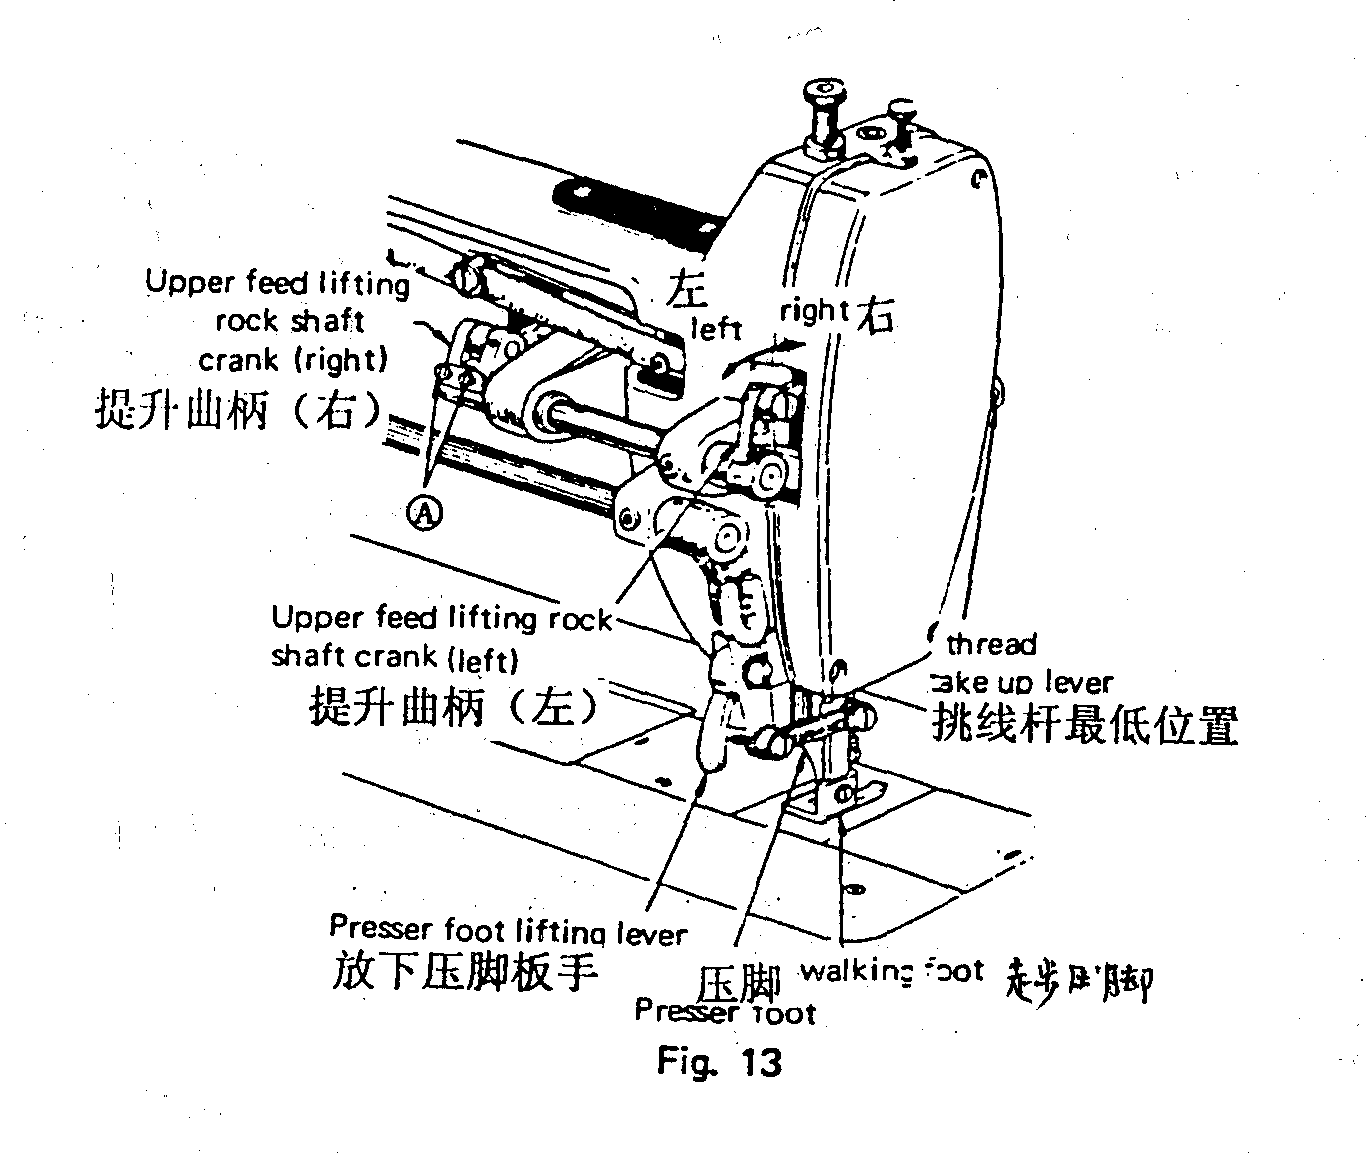 左
right 右
left
Upper feed lifting
rock shaft
crank (right)
提升曲柄（右）
A
Upper feed lifting rock
shaft crank (left)
提升曲柄（左）
thread
take up lever
挑线杆最低位置
Presser foot lifting lever
放下压脚板手
压脚
Presser foot
walking foot 走步压脚
Fig. 13